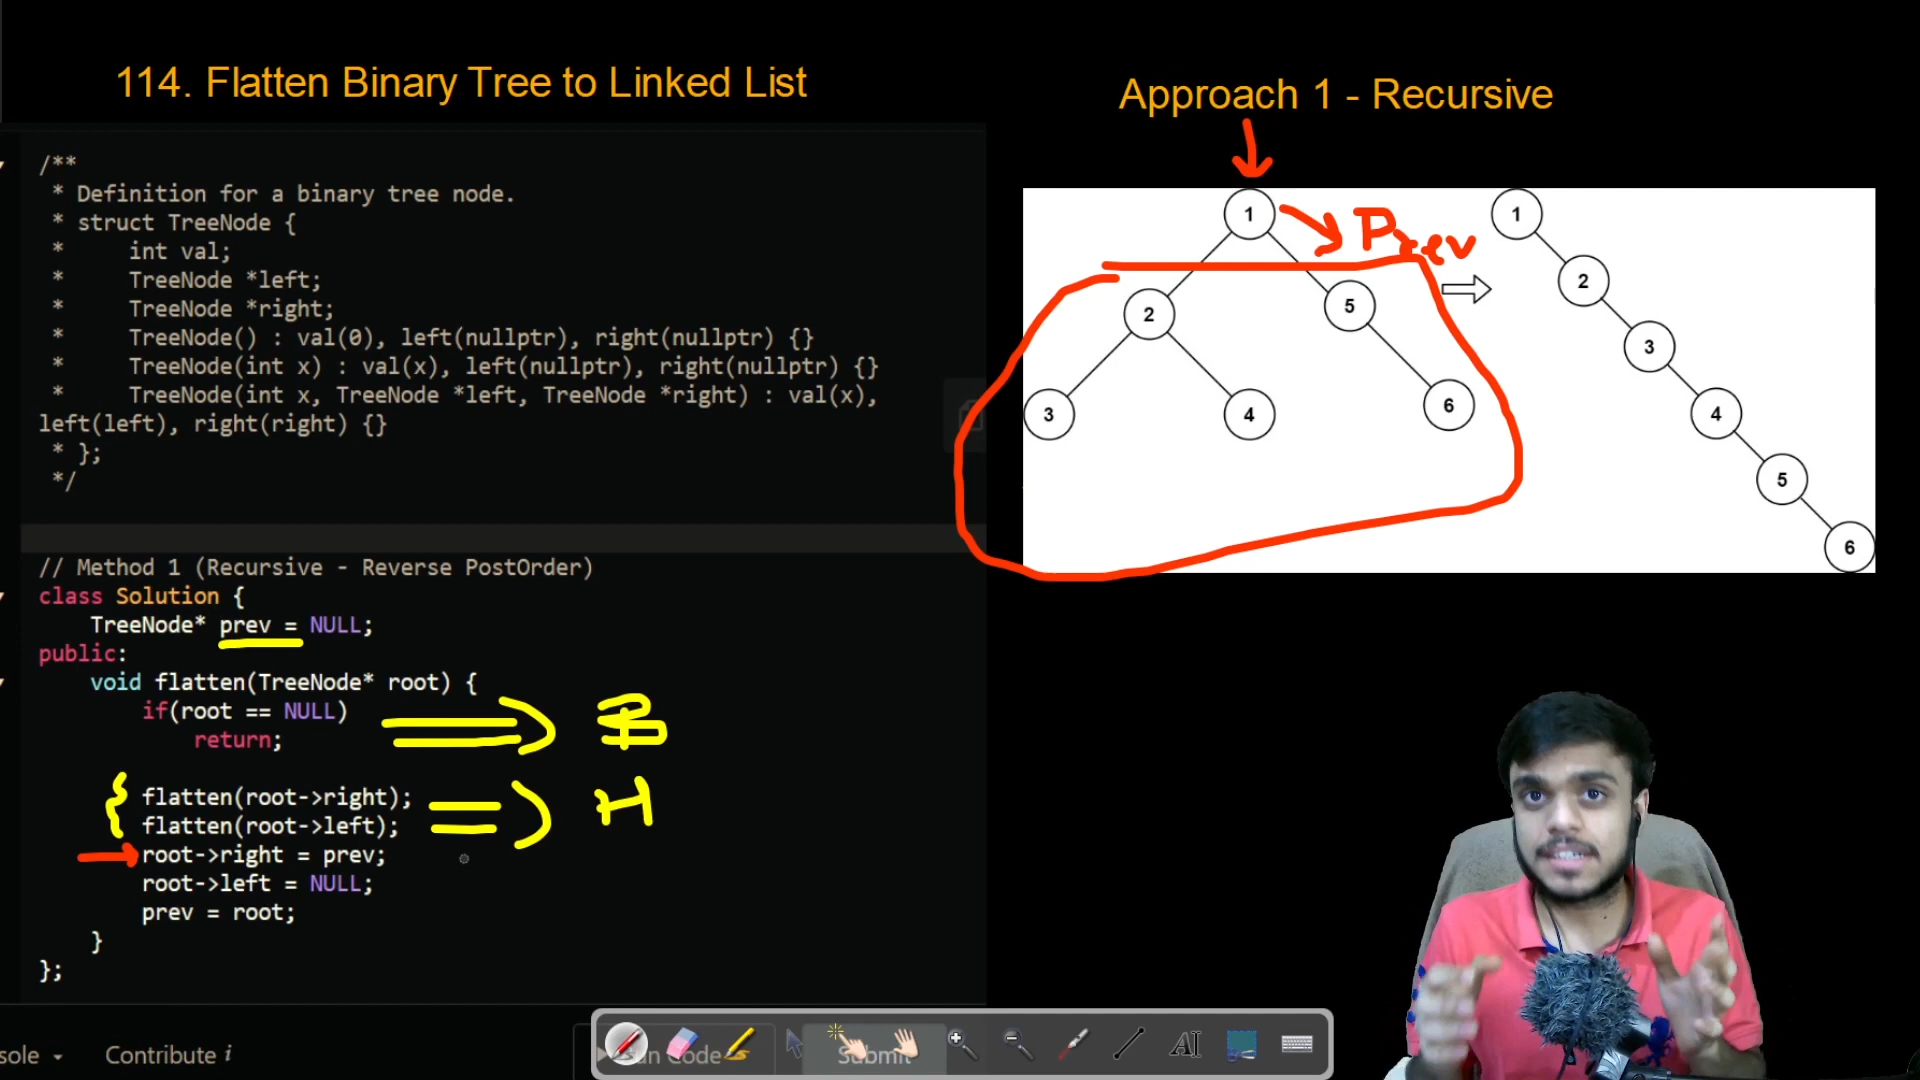 114. Flatten Binary Tree to Linked List
/**
* Definition for a binary tree node.
* struct TreeNode {
*     int val;
*     TreeNode *left;
*     TreeNode *right;
*     TreeNode() : val(0), left(nullptr), right(nullptr) {}
*     TreeNode(int x) : val(x), left(nullptr), right(nullptr) {}
*     TreeNode(int x, TreeNode *left, TreeNode *right) : val(x),
left(left), right(right) {}
* };
*/
// Method 1 (Recursive - Reverse PostOrder)
class Solution {
    TreeNode* prev = NULL;
public:
    void flatten(TreeNode* root) {
        if(root == NULL)
            return;
        flatten(root->right);
        flatten(root->left);
        root->right = prev;
        root->left = NULL;
        prev = root;
    }
};
B
H
Approach 1 - Recursive
1
Prev
2
5
3
4
6
1
2
3
4
5
6
sole
Contribute i
Code
Submit
AI